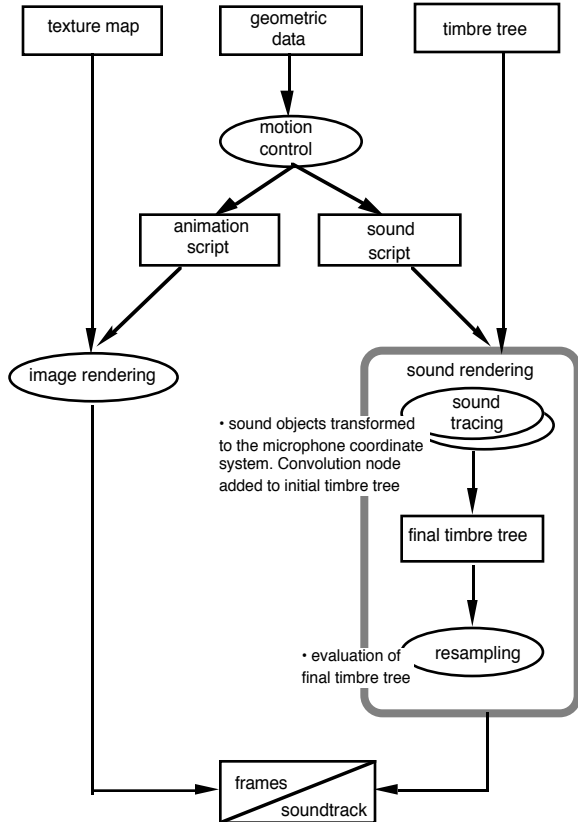 texture map
geometric
data
timbre tree
motion
control
animation
script
sound
script
image rendering
sound rendering
sound
tracing
• sound objects transformed
to the microphone coordinate
system. Convolution node
added to initial timbre tree
final timbre tree
resampling
• evaluation of
final timbre tree
frames
soundtrack